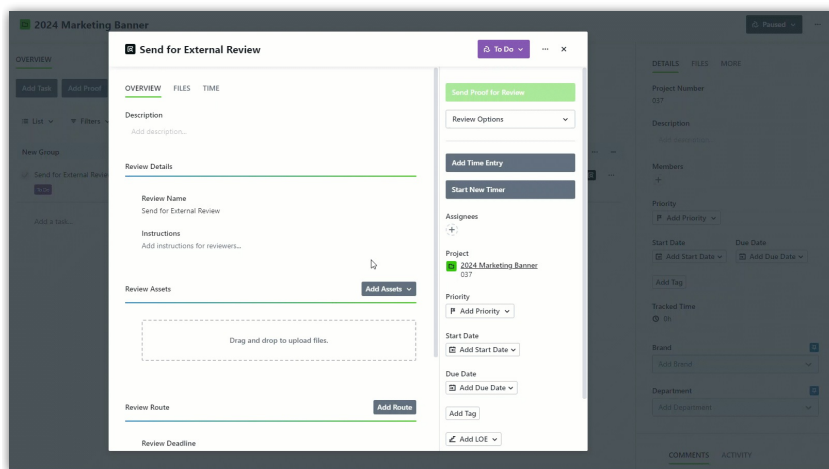 2024 Marketing Banner
Paused
OVERVIEW
Add Task
Add Proof
List
Filters
New Group
Send for External Review
To Do
Add a task...
Send for External Review
To Do
OVERVIEW
FILES
TIME
Description
Add description...
Review Details
Review Name
Send for External Review
Instructions
Add instructions for reviewers...
Review Assets
Add Assets
Drag and drop to upload files.
Review Route
Add Route
Review Deadline
Send Proof for Review
Review Options
Add Time Entry
Start New Timer
Assignees
Project
2024 Marketing Banner
037
Priority
Add Priority
Start Date
Add Start Date
Due Date
Add Due Date
Add Tag
Add LOE
DETAILS
FILES
MORE
Project Number
037
Description
Members
Priority
Add Priority
Start Date
Due Date
Add Start Date
Add Due Date
Add Tag
Tracked Time
0h
Brand
Add Brand
Department
Add Department
COMMENTS
ACTIVITY